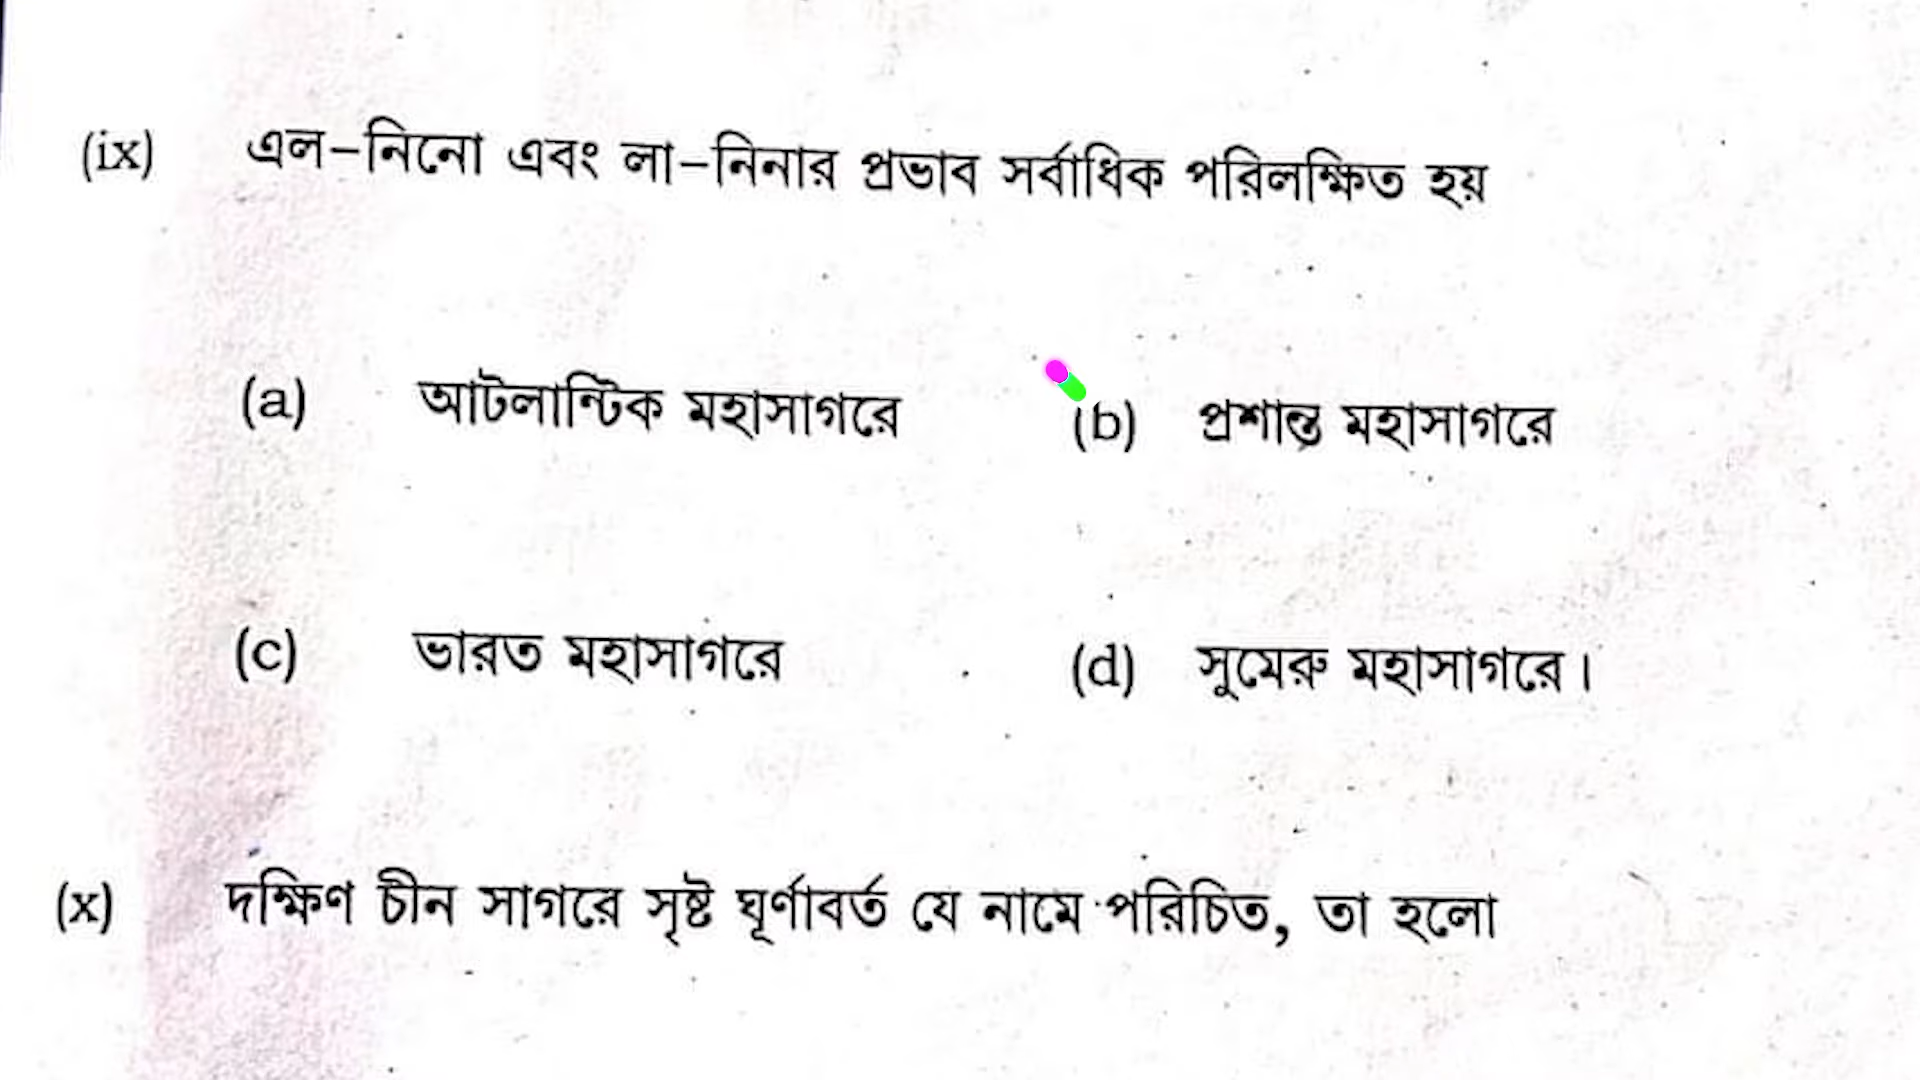 (ix) এল-নিনো এবং লা-নিনার প্রভাব সর্বাধিক পরিলক্ষিত হয়
(a) আটলান্টিক মহাসাগরে (b) প্রশান্ত মহাসাগরে
(c) ভারত মহাসাগরে (d) সুমেরু মহাসাগরে।
(x) দক্ষিণ চীন সাগরে সৃষ্ট ঘূর্ণাবর্ত যে নামে পরিচিত, তা হলো